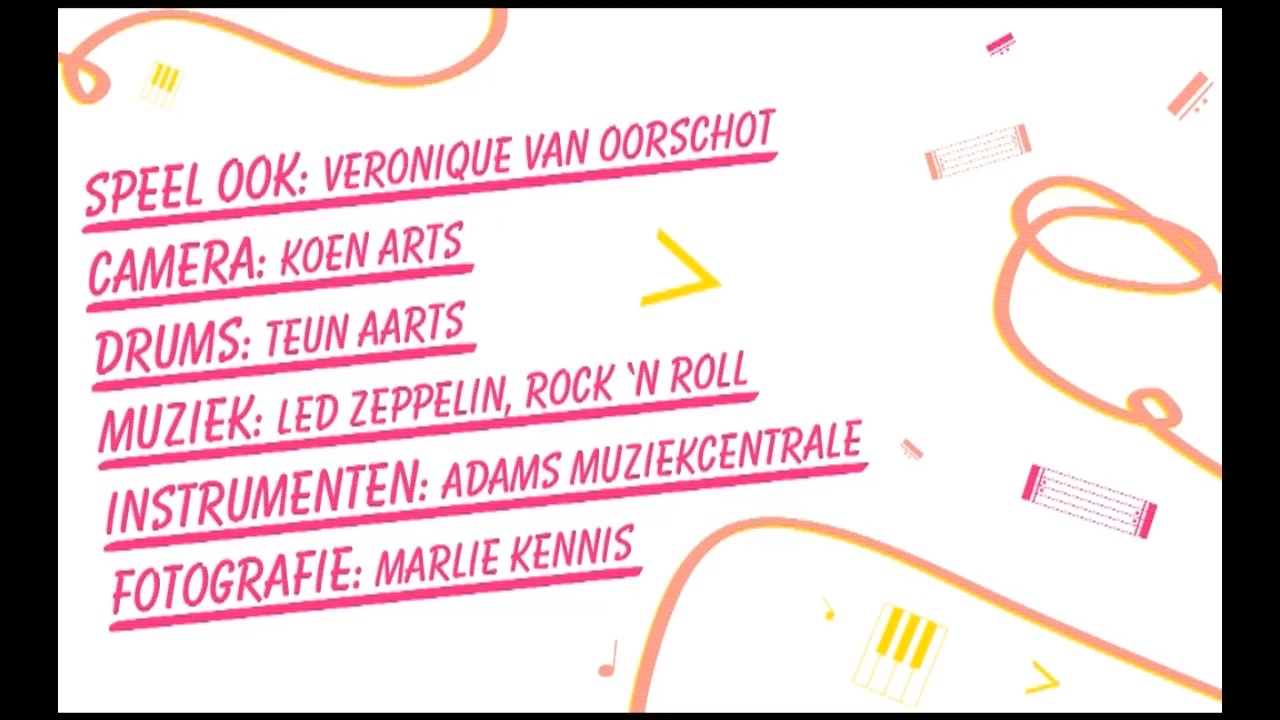 SPEEL OOK: VERONIQUE VAN OORSCHOT
CAMERA: KOEN ARTS
DRUMS: TEUN AARTS
MUZIEK: LED ZEPPELIN, ROCK `N ROLL
INSTRUMENTEN: ADAMS MUZIEKCENTRALE
FOTOGRAFIE: MARLIE KENNIS